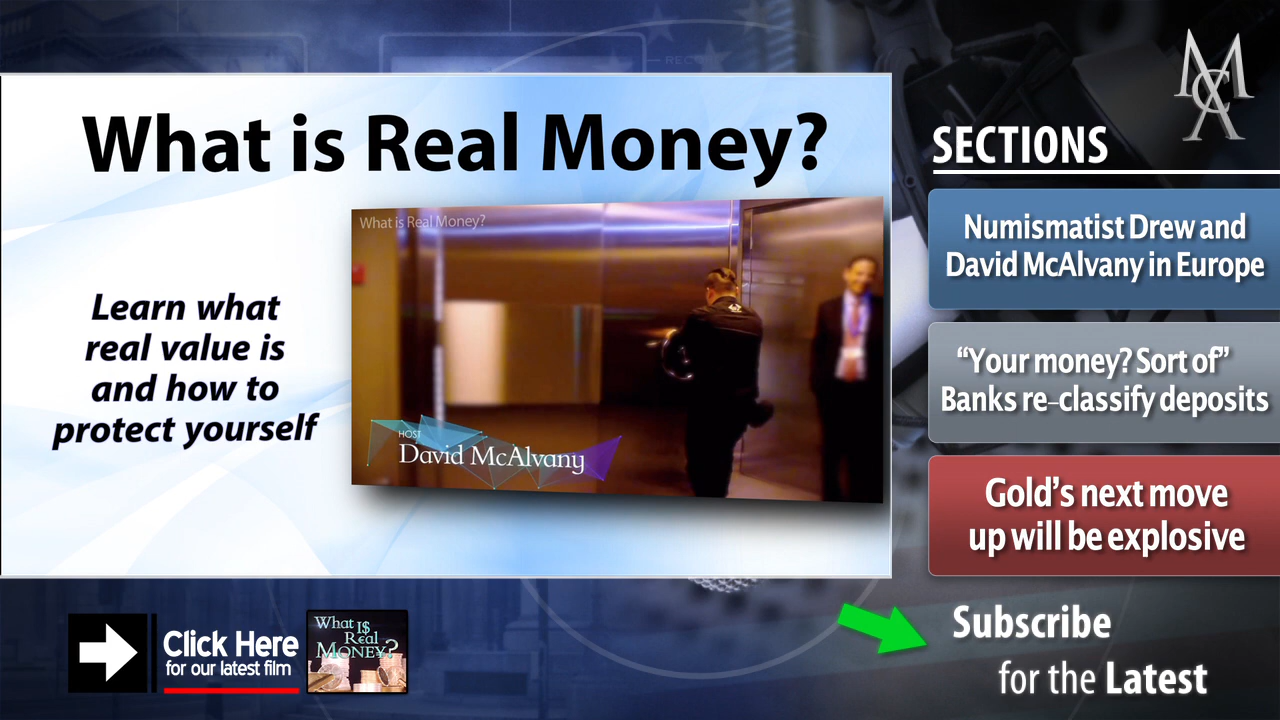 What is Real Money?
Learn what
real value is
and how to
protect yourself
What is Real Money?
HOST
David McAlvany
MCA
SECTIONS
Numismatist Drew and
David McAlvany in Europe
“Your money? Sort of”
Banks re-classify deposits
Gold’s next move
up will be explosive
Click Here
for our latest film
What I$
Real
Money?
Subscribe
for the Latest